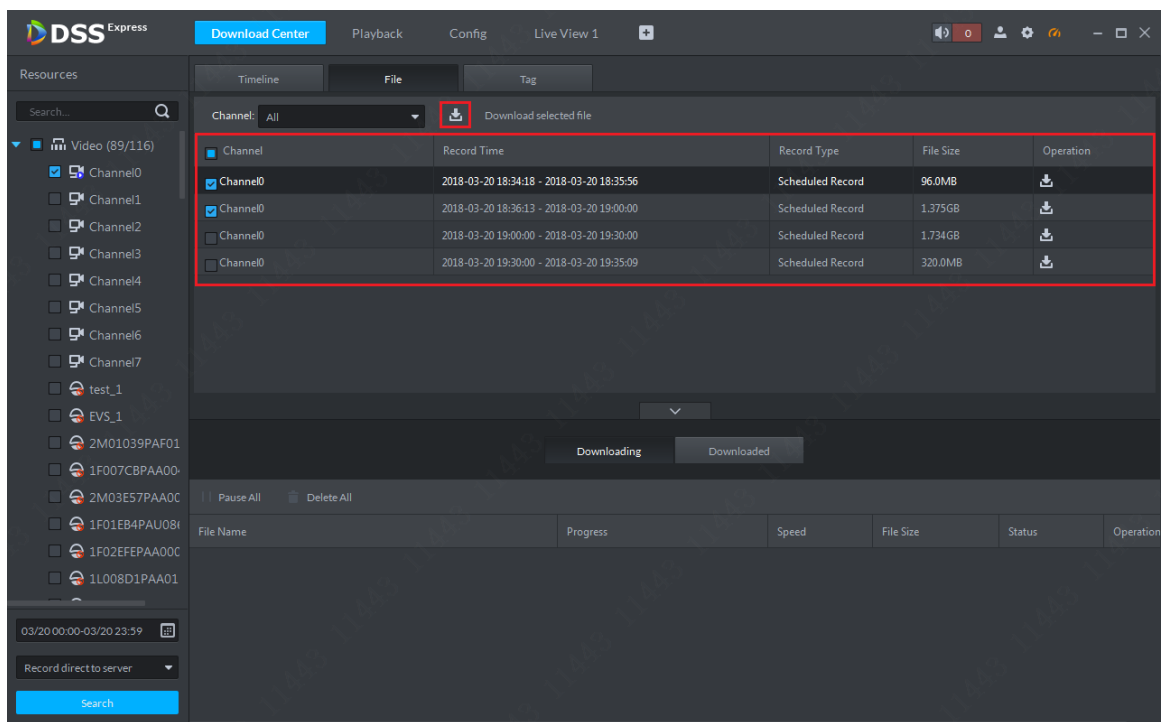 DSS Express
Download Center Playback Config Live View 1 0
Resources
Timeline File Tag
Search...
Channel: All Download selected file
Video (89/116)
Channel0
Channel1
Channel2
Channel3
Channel4
Channel5
Channel6
Channel7
test_1
EVS_1
2M01039PAF01
1F007CBPAA00
2M03E57PAA00
1F01EB4PAU08
1F02EFEPAA00
1L008D1PAA01
03/20 00:00-03/20 23:59
Record direct to server
Search
Channel Record Time Record Type File Size Operation
Channel0 2018-03-20 18:34:18 - 2018-03-20 18:35:56 Scheduled Record 96.0MB
Channel0 2018-03-20 18:36:13 - 2018-03-20 19:00:00 Scheduled Record 1.375GB
Channel0 2018-03-20 19:00:00 - 2018-03-20 19:30:00 Scheduled Record 1.734GB
Channel0 2018-03-20 19:30:00 - 2018-03-20 19:35:09 Scheduled Record 320.0MB
Downloading Downloaded
Pause All Delete All
File Name Progress Speed File Size Status Operation